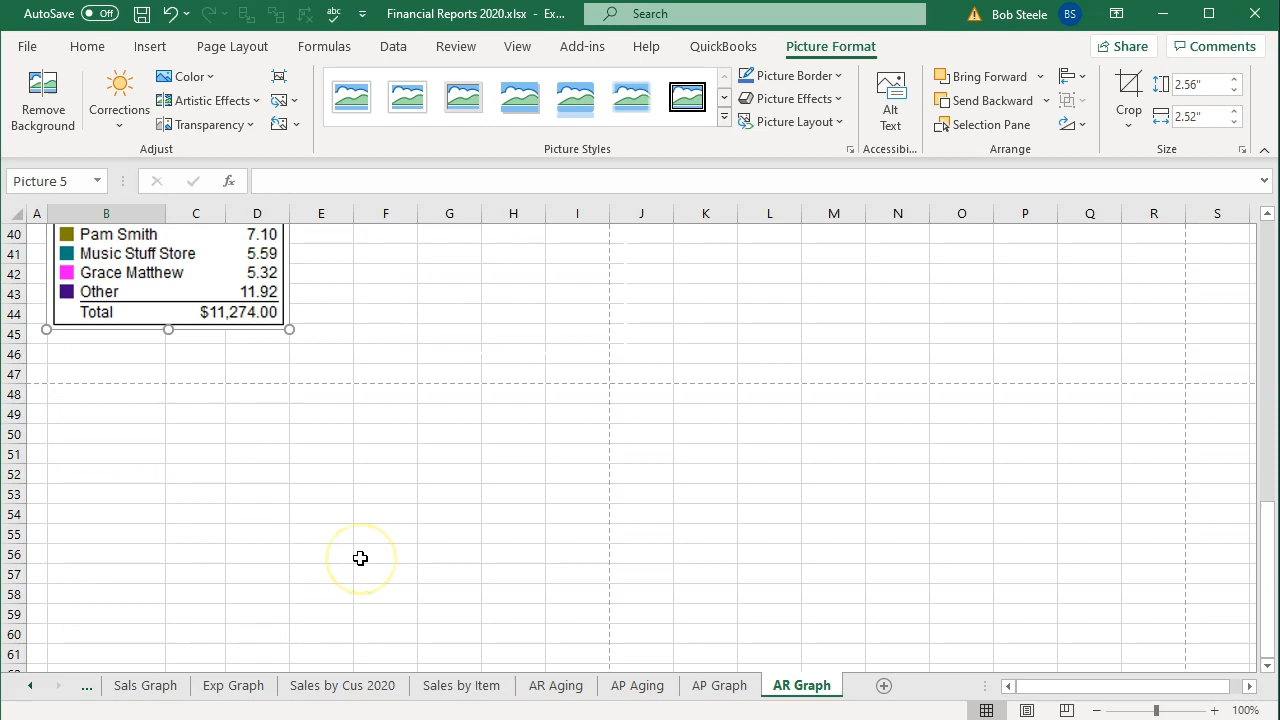 AutoSave Off Financial Reports 2020.xlsx - Ex... Search Bob Steele BS
File Home Insert Page Layout Formulas Data Review View Add-ins Help QuickBooks Picture Format Share Comments
Remove Background
Corrections
Color
Artistic Effects
Transparency
Adjust
Picture Styles
Picture Border
Picture Effects
Picture Layout
Alt Text
Accessibi...
Bring Forward
Send Backward
Selection Pane
Arrange
Crop
2.56"
2.52"
Size
Picture 5 fx
A B C D E F G H I J K L M N O P Q R S
40 Pam Smith 7.10
41 Music Stuff Store 5.59
42 Grace Matthew 5.32
43 Other 11.92
44 Total $11,274.00
45
46
47
48
49
50
51
52
53
54
55
56
57
58
59
60
61
... Sals Graph Exp Graph Sales by Cus 2020 Sales by Item AR Aging AP Aging AP Graph AR Graph
100%